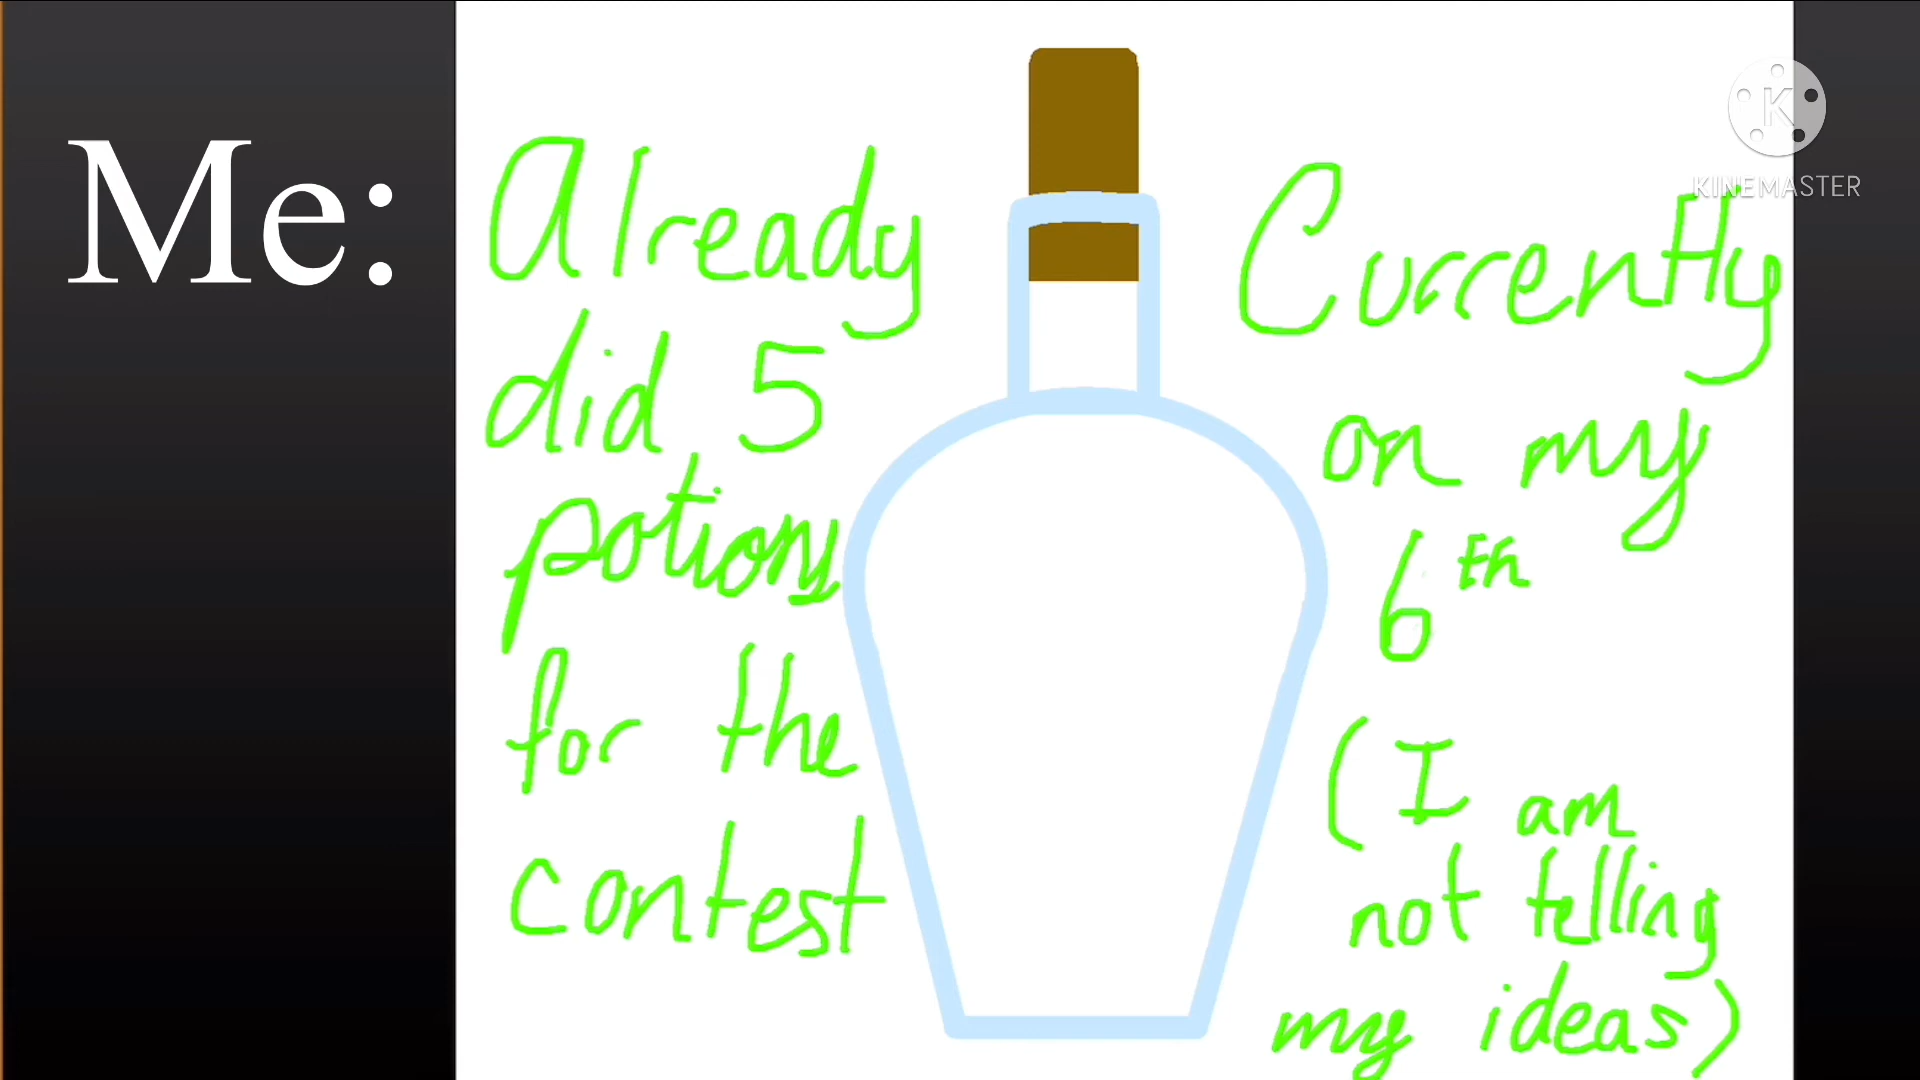 Me:
Already
did 5
potions
for the
contest
Currently
on my
6th
(I am
not telling
my ideas)
KINEMASTER